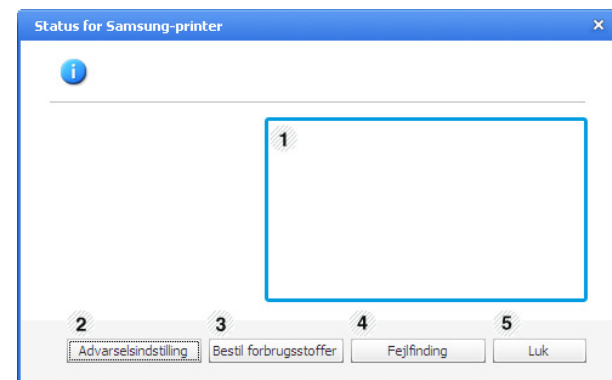 Status for Samsung-printer
1
2 3 4 5
Advarselsindstilling Bestil forbrugsstoffer Fejlfinding Luk